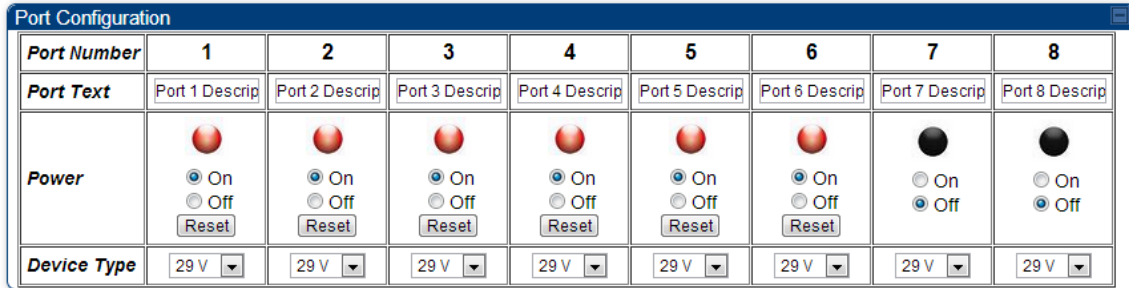 Port Configuration
Port Number 1 2 3 4 5 6 7 8
Port Text Port 1 Descrip Port 2 Descrip Port 3 Descrip Port 4 Descrip Port 5 Descrip Port 6 Descrip Port 7 Descrip Port 8 Descrip
Power
On On On On On On On On
Off Off Off Off Off Off Off Off
Reset Reset Reset Reset Reset Reset
Device Type 29 V 29 V 29 V 29 V 29 V 29 V 29 V 29 V